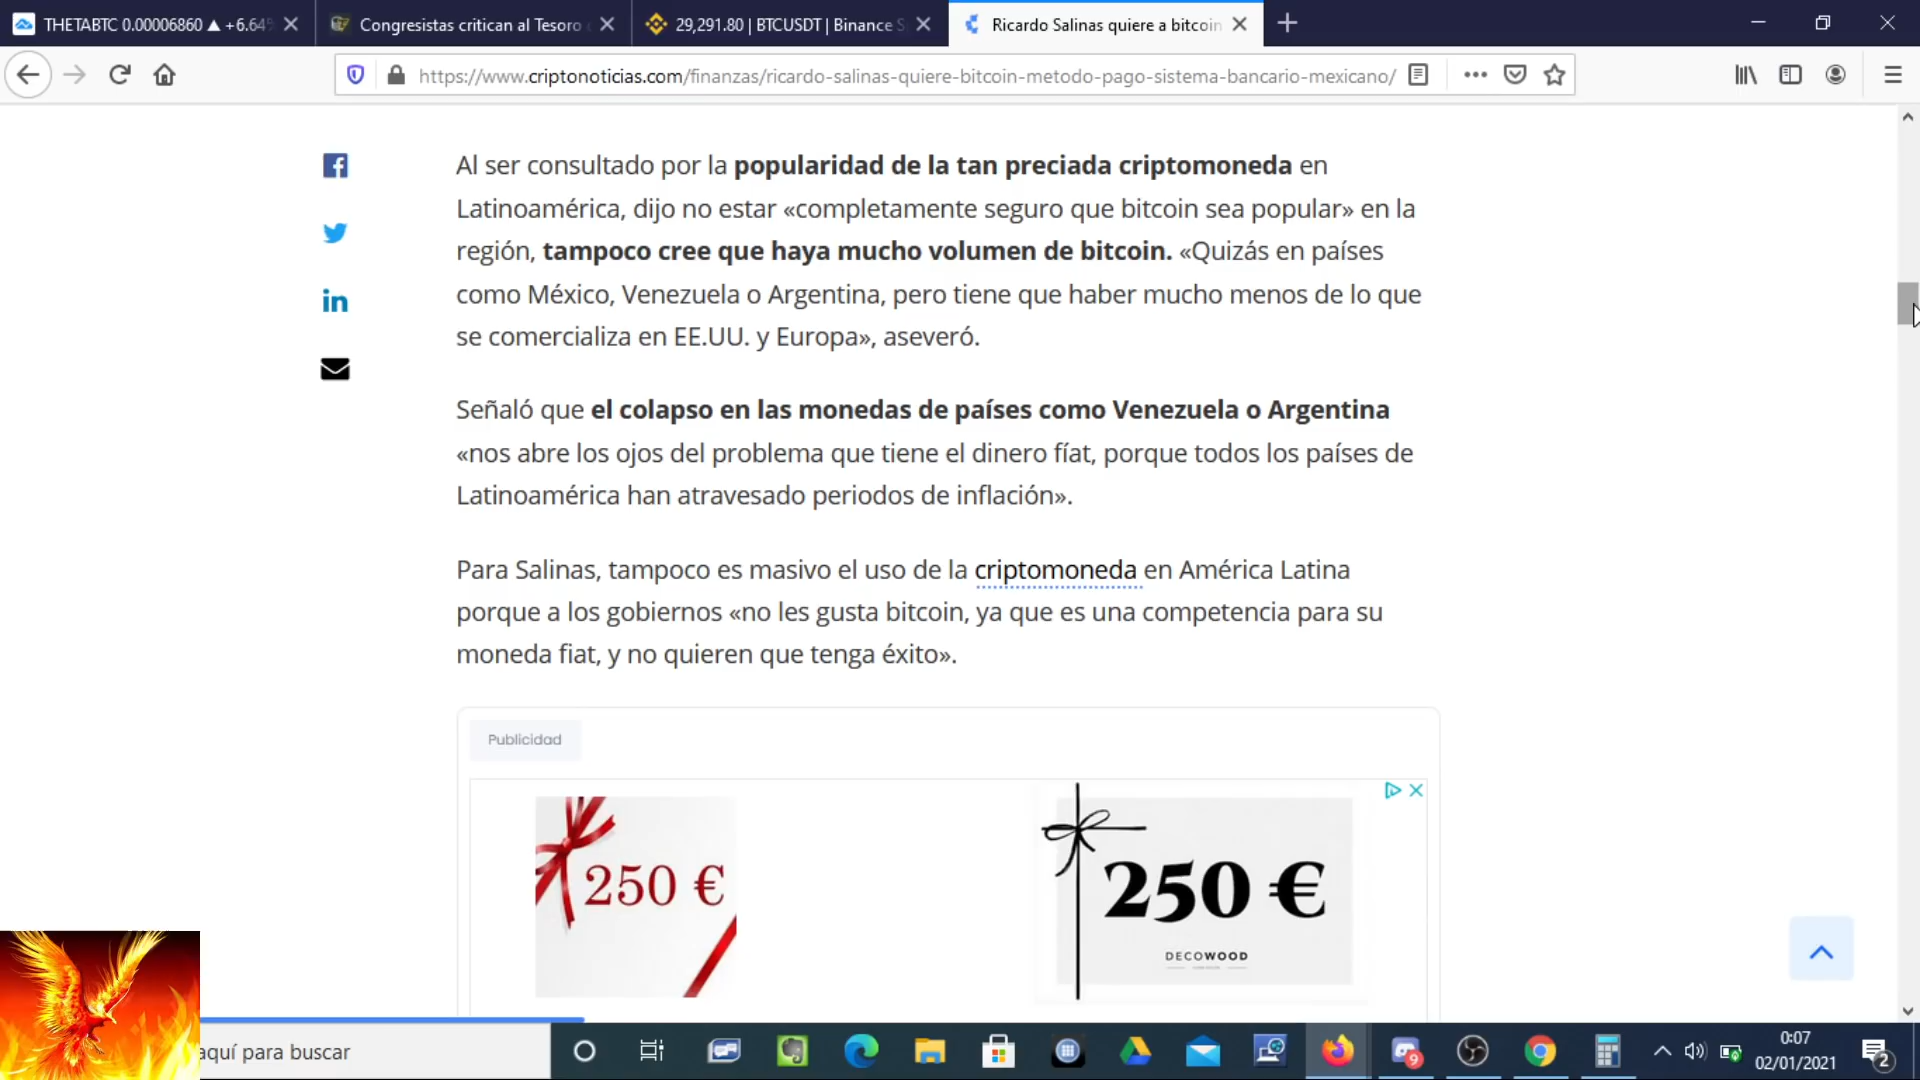 THETABTC 0.00006860 ▲ +6.64%
Congresistas critican al Tesoro
29,291.80 | BTCUSDT | Binance S
Ricardo Salinas quiere a bitcoin
https://www.criptonoticias.com/finanzas/ricardo-salinas-quiere-bitcoin-metodo-pago-sistema-bancario-mexicano/
Al ser consultado por la popularidad de la tan preciada criptomoneda en
Latinoamérica, dijo no estar «completamente seguro que bitcoin sea popular» en la
región, tampoco cree que haya mucho volumen de bitcoin. «Quizás en países
como México, Venezuela o Argentina, pero tiene que haber mucho menos de lo que
se comercializa en EE.UU. y Europa», aseveró.
Señaló que el colapso en las monedas de países como Venezuela o Argentina
«nos abre los ojos del problema que tiene el dinero fíat, porque todos los países de
Latinoamérica han atravesado periodos de inflación».
Para Salinas, tampoco es masivo el uso de la criptomoneda en América Latina
porque a los gobiernos «no les gusta bitcoin, ya que es una competencia para su
moneda fiat, y no quieren que tenga éxito».
Publicidad
250 €
250 €
DECOWOOD
aquí para buscar
9
0:07
02/01/2021
2